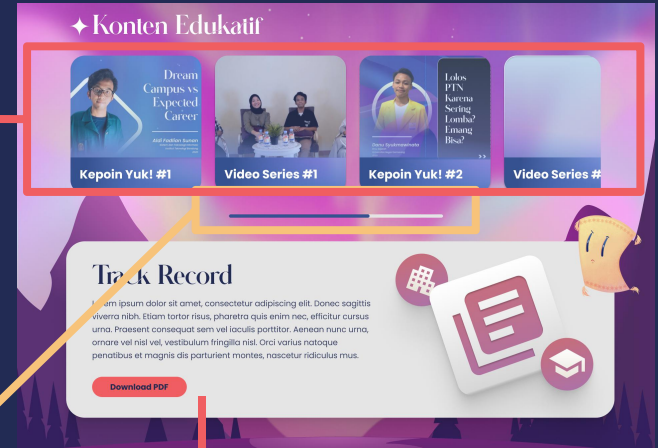 Konten Edukatif
Dream
Campus vs
Expected
Career
Kepoin Yuk! #1
Video Series #1
Lolos
PTN
Karena
Sering
Lomba?
Emang
Bisa?
>>
Kepoin Yuk! #2
Video Series #
Track Record
Lorem ipsum dolor sit amet, consectetur adipiscing elit. Donec sagittis
viverra nibh. Etiam tortor risus, pharetra quis enim nec, efficitur cursus
urna. Praesent consequat sem vel iaculis porttitor. Aenean nunc urna,
ornare vel nisl vel, vestibulum fringilla nisl. Orci varius natoque
penatibus et magnis dis parturient montes, nascetur ridiculus mus.
Download PDF